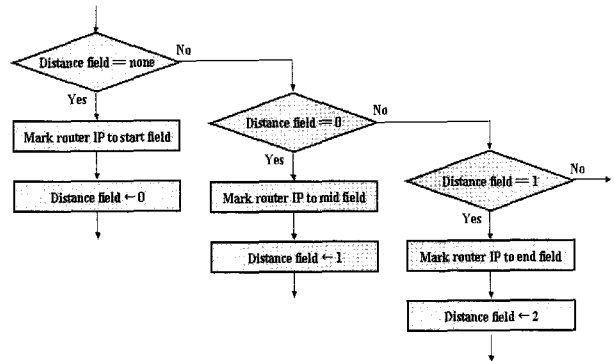 Distance field = none
No
Yes
Mark router IP to start field
Distance field ← 0
Distance field = 0
No
Yes
Mark router IP to mid field
Distance field ← 1
Distance field = 1
No
Yes
Mark router IP to end field
Distance field ← 2